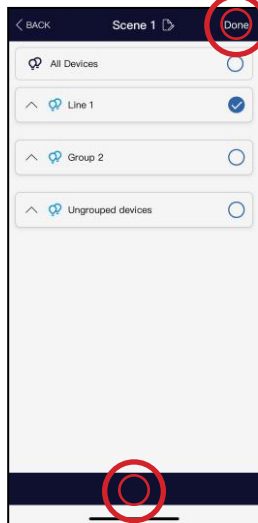 < BACK Scene 1 Done
All Devices
Line 1
Group 2
Ungrouped devices